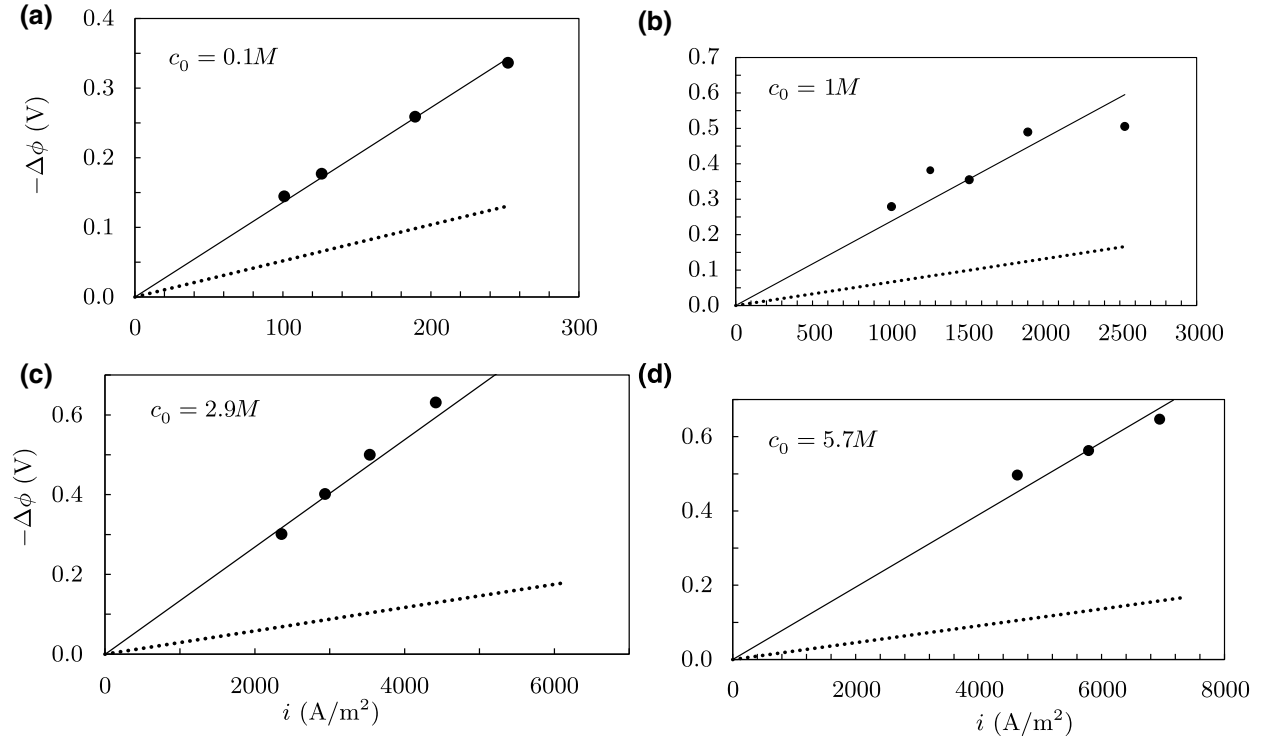 (a)
0.4
0.3
0.2
0.1
0.0
−Δϕ (V)
c₀ = 0.1M
0 100 200 300
(b)
0.7
0.6
0.5
0.4
0.3
0.2
0.1
0.0
c₀ = 1M
0 500 1000 1500 2000 2500 3000
(c)
0.6
0.4
0.2
0.0
−Δϕ (V)
c₀ = 2.9M
0 2000 4000 6000
i (A/m²)
(d)
0.6
0.4
0.2
0.0
c₀ = 5.7M
0 2000 4000 6000 8000
i (A/m²)